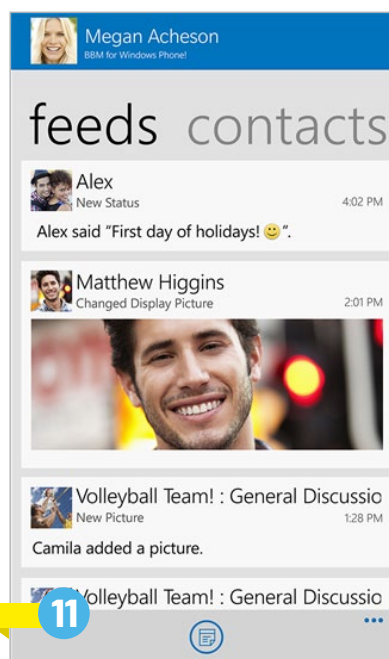 Megan Acheson
BBM for Windows Phone!
feeds contacts
Alex
New Status 4:02 PM
Alex said “First day of holidays! 😊”.
Matthew Higgins
Changed Display Picture 2:01 PM
Volleyball Team! : General Discussio
New Picture 1:28 PM
Camila added a picture.
Volleyball Team! : General Discussio
11